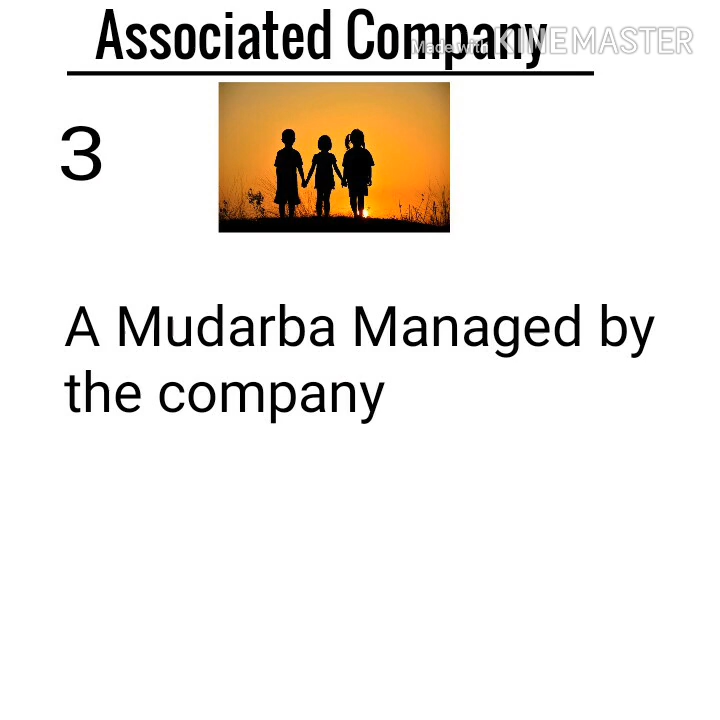 Associated Company
Made with KINEMASTER
3
A Mudarba Managed by
the company